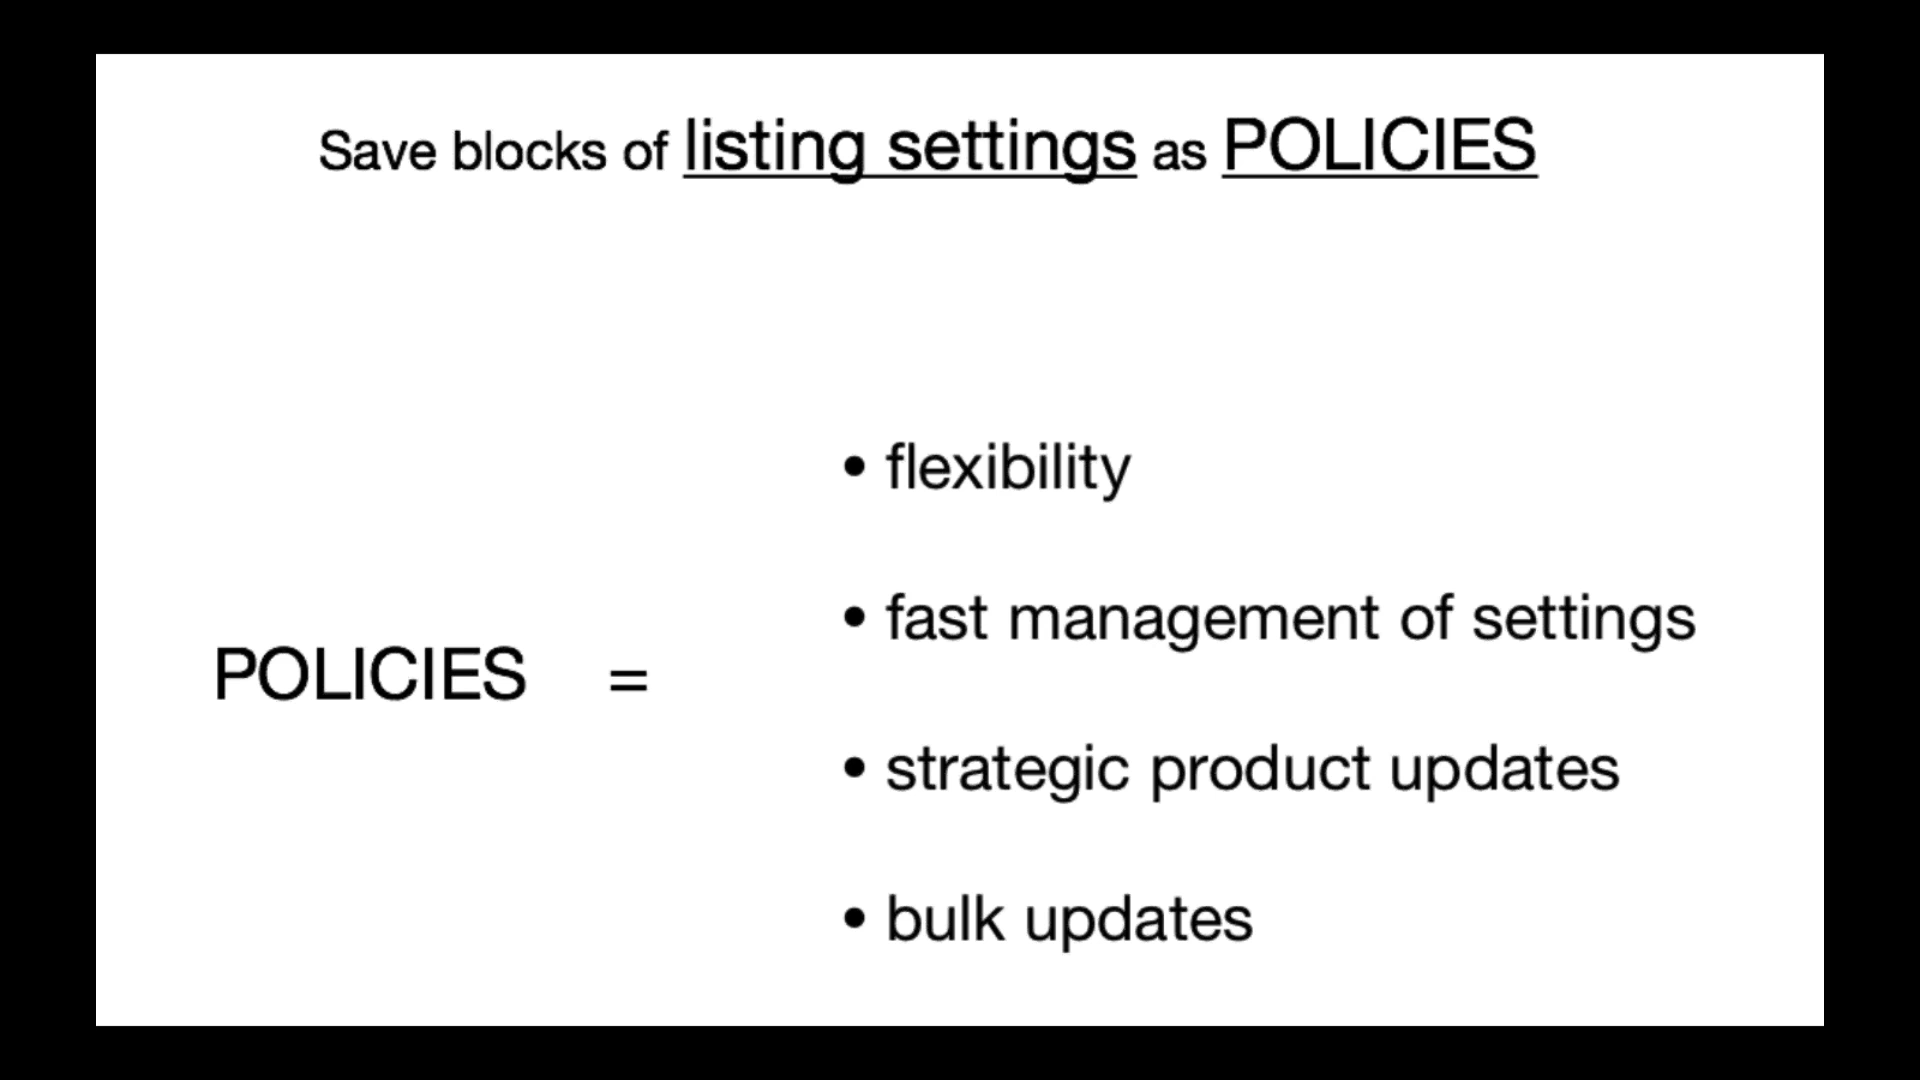 Save blocks of listing settings as POLICIES
• flexibility
• fast management of settings
POLICIES =
• strategic product updates
• bulk updates